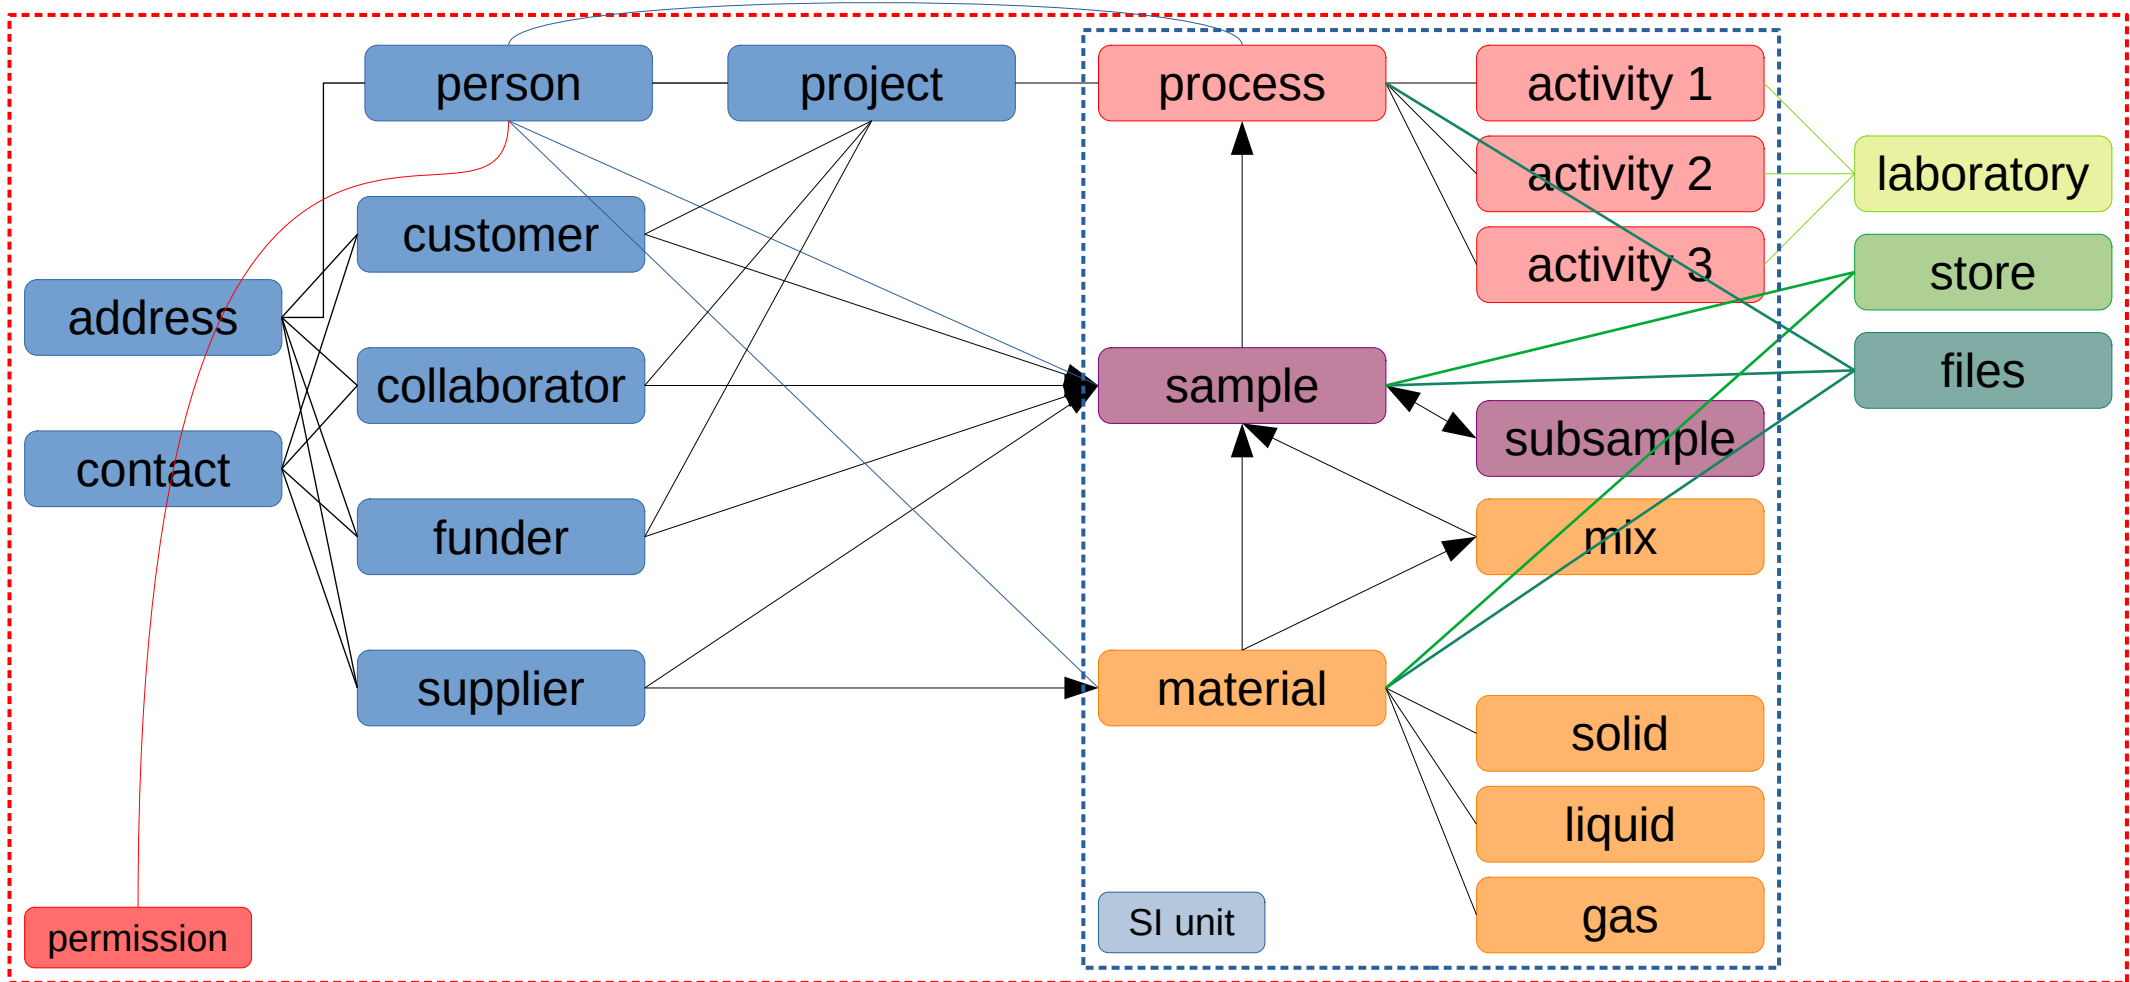 person
project
process
activity 1
activity 2
laboratory
customer
activity 3
store
address
collaborator
sample
files
contact
subsample
funder
mix
supplier
material
solid
liquid
permission
SI unit
gas